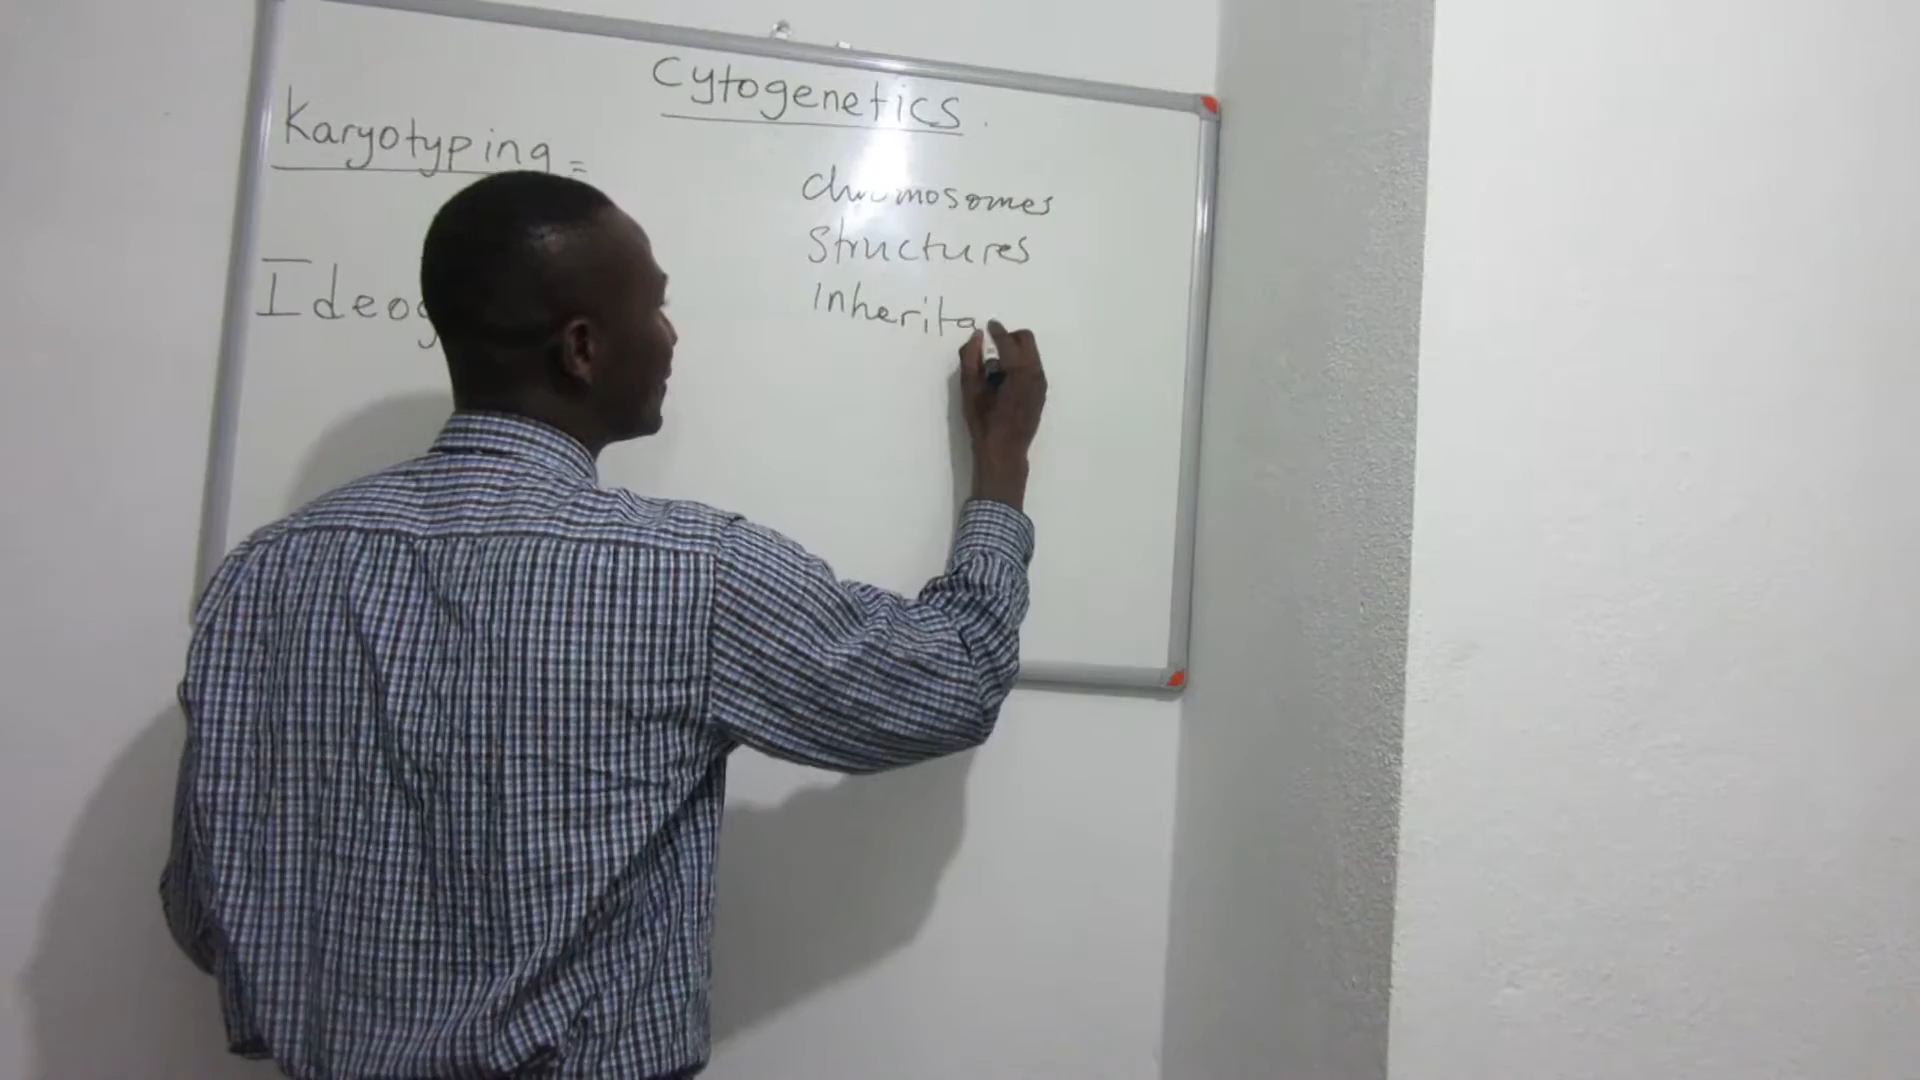 Cytogenetics.
Karyotyping =
chromosomes
Structures
Ideog
Inherita